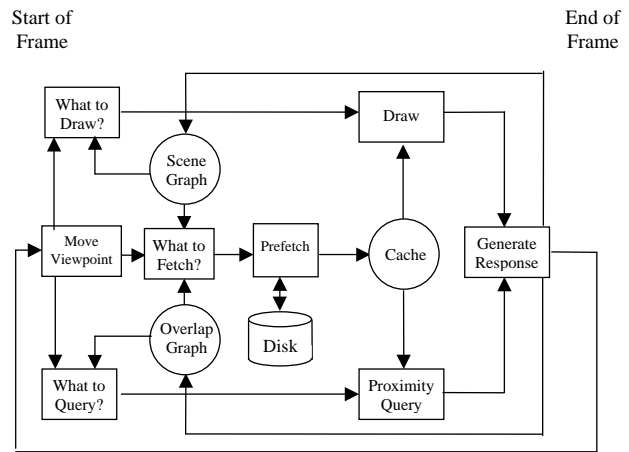 Start of
Frame
End of
Frame
What to
Draw?
Draw
Scene
Graph
Move
Viewpoint
What to
Fetch?
Prefetch
Cache
Generate
Response
Overlap
Graph
Disk
What to
Query?
Proximity
Query